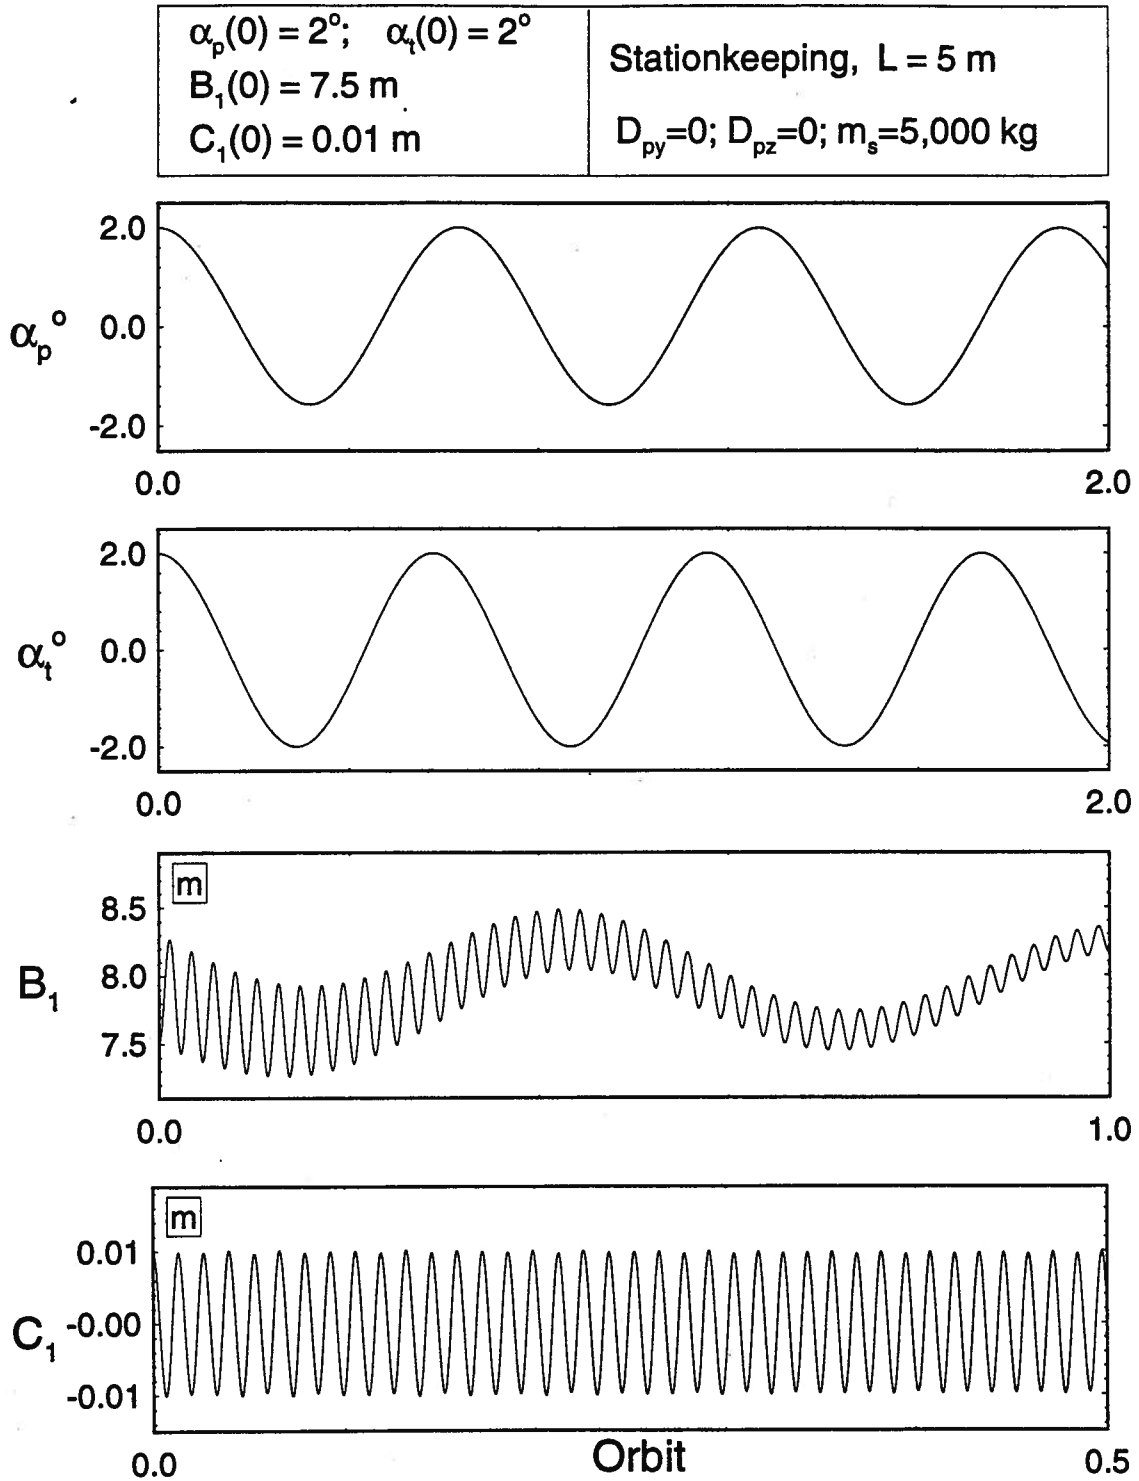 αₚ(0) = 2°; αₜ(0) = 2°
B₁(0) = 7.5 m
C₁(0) = 0.01 m
Stationkeeping, L = 5 m
D_py=0; D_pz=0; mₛ=5,000 kg
2.0
αₚ° 0.0
-2.0
0.0 2.0
2.0
αₜ° 0.0
-2.0
0.0 2.0
m
8.5
B₁ 8.0
7.5
0.0 1.0
m
0.01
C₁ -0.00
-0.01
0.0 Orbit 0.5